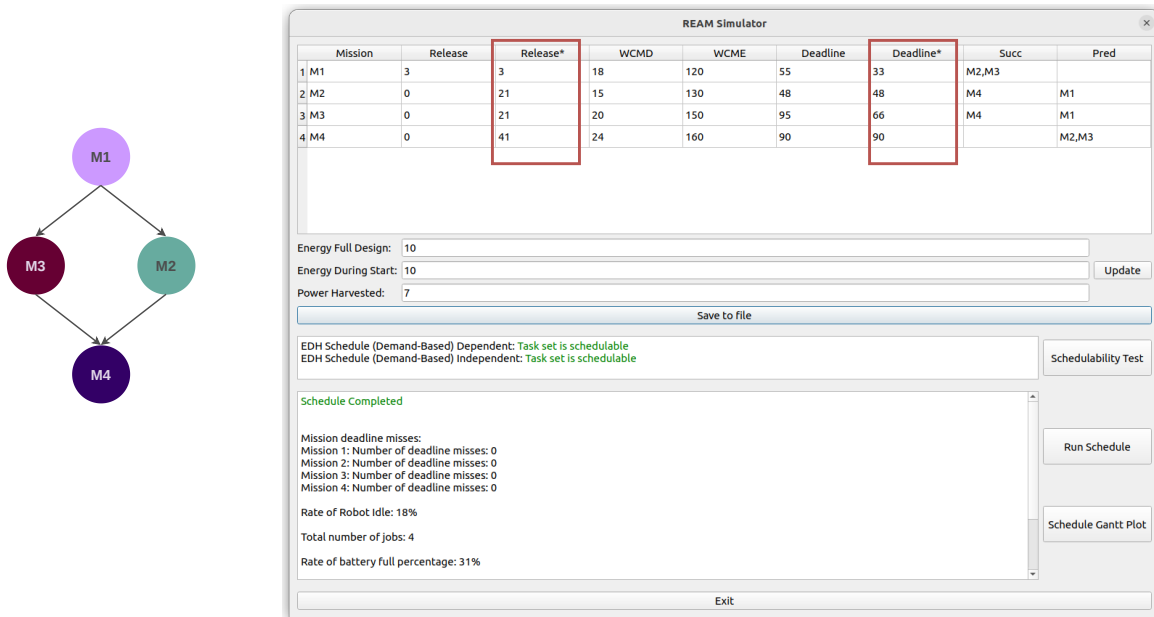 M1
M3 M2
M4
REAM Simulator
Mission Release Release* WCMD WCME Deadline Deadline* Succ Pred
1 M1 3 3 18 120 55 33 M2,M3
2 M2 0 21 15 130 48 48 M4 M1
3 M3 0 21 20 150 95 66 M4 M1
4 M4 0 41 24 160 90 90 M2,M3
Energy Full Design: 10
Energy During Start: 10 Update
Power Harvested: 7
Save to file
EDH Schedule (Demand-Based) Dependent: Task set is schedulable
EDH Schedule (Demand-Based) Independent: Task set is schedulable
Schedulability Test
Schedule Completed
Mission deadline misses:
Mission 1: Number of deadline misses: 0
Mission 2: Number of deadline misses: 0
Mission 3: Number of deadline misses: 0
Mission 4: Number of deadline misses: 0
Rate of Robot Idle: 18%
Total number of jobs: 4
Rate of battery full percentage: 31%
Run Schedule
Schedule Gantt Plot
Exit